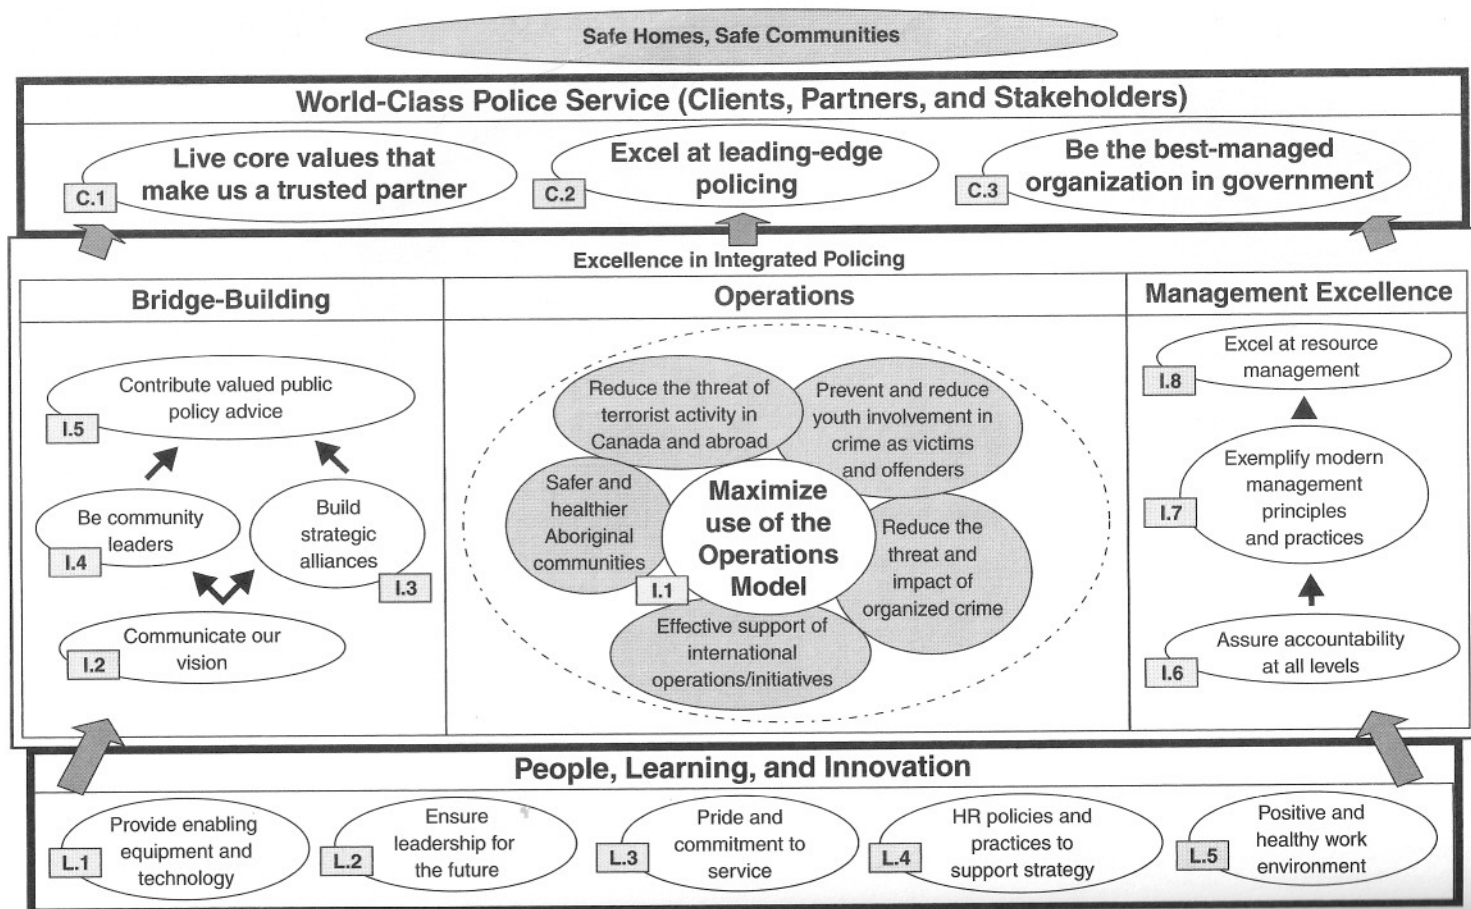 Safe Homes, Safe Communities
World-Class Police Service (Clients, Partners, and Stakeholders)
Live core values that
make us a trusted partner
C.1
Excel at leading-edge
policing
C.2
Be the best-managed
organization in government
C.3
Excellence in Integrated Policing
Bridge-Building
Contribute valued public
policy advice
I.5
Be community
leaders
I.4
Build
strategic
alliances
I.3
Communicate our
vision
I.2
Operations
Reduce the threat of
terrorist activity in
Canada and abroad
Prevent and reduce
youth involvement in
crime as victims
and offenders
Safer and
healthier
Aboriginal
communities
Maximize
use of the
Operations
Model
I.1
Reduce the
threat and
impact of
organized crime
Effective support of
international
operations/initiatives
Management Excellence
Excel at resource
management
I.8
Exemplify modern
management
principles
and practices
I.7
Assure accountability
at all levels
I.6
People, Learning, and Innovation
Provide enabling
equipment and
technology
L.1
Ensure
leadership for
the future
L.2
Pride and
commitment to
service
L.3
HR policies and
practices to
support strategy
L.4
Positive and
healthy work
environment
L.5